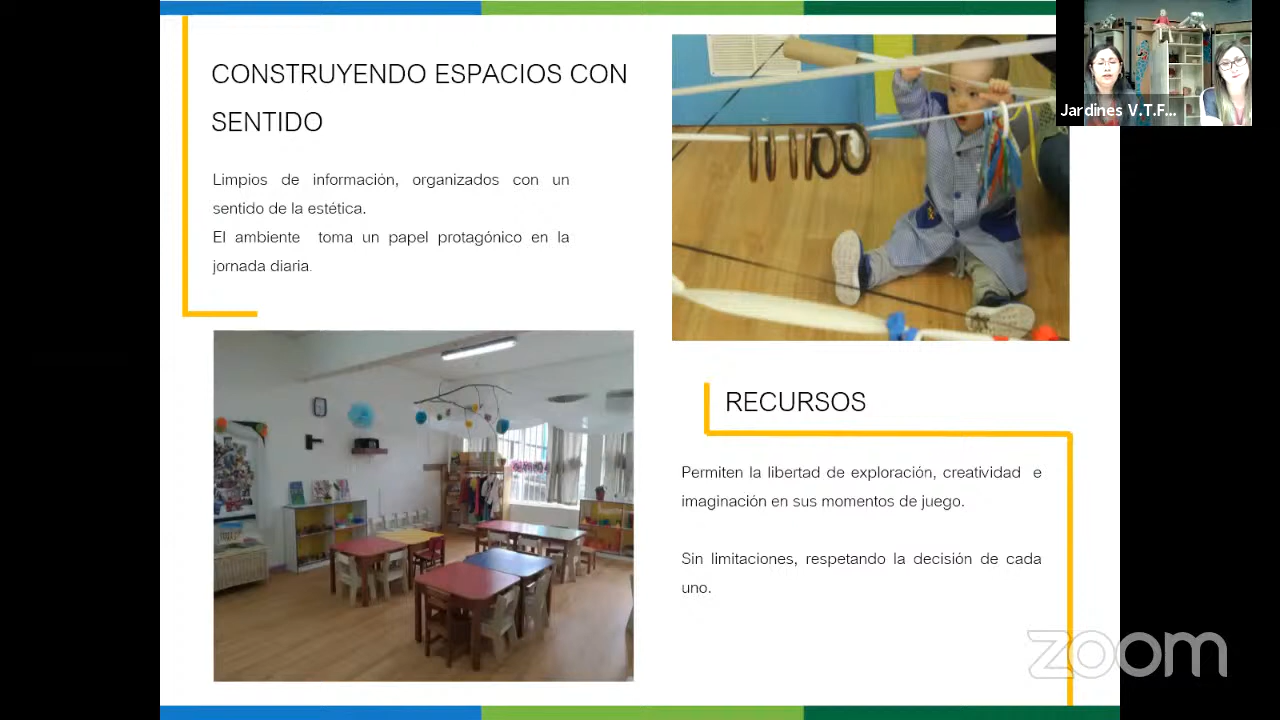 CONSTRUYENDO ESPACIOS CON
SENTIDO
Limpios de información, organizados con un
sentido de la estética.
El ambiente toma un papel protagónico en la
jornada diaria.
Jardines V.T.F...
RECURSOS
Permiten la libertad de exploración, creatividad e
imaginación en sus momentos de juego.
Sin limitaciones, respetando la decisión de cada
uno.
zoom